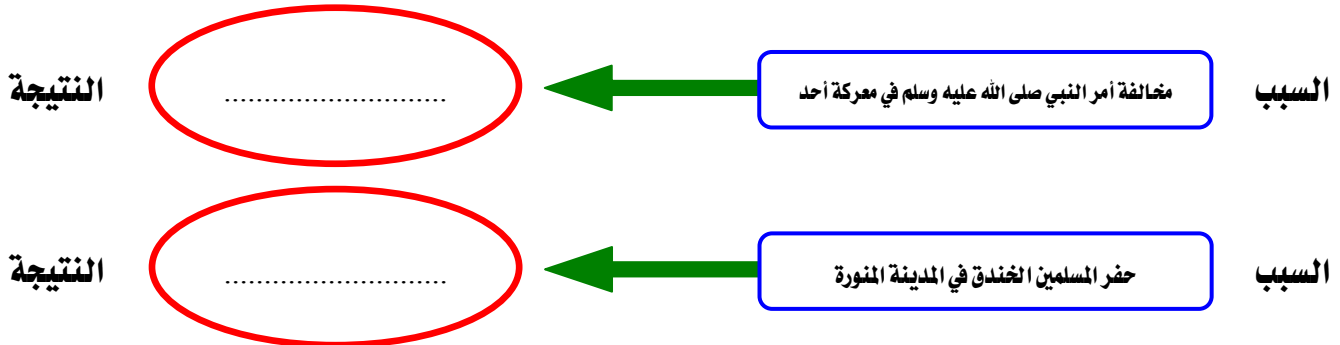 السبب
مخالفة أمر النبي صلى الله عليه وسلم في معركة أحد
............................
النتيجة
السبب
حفر المسلمين الخندق في المدينة المنورة
............................
النتيجة